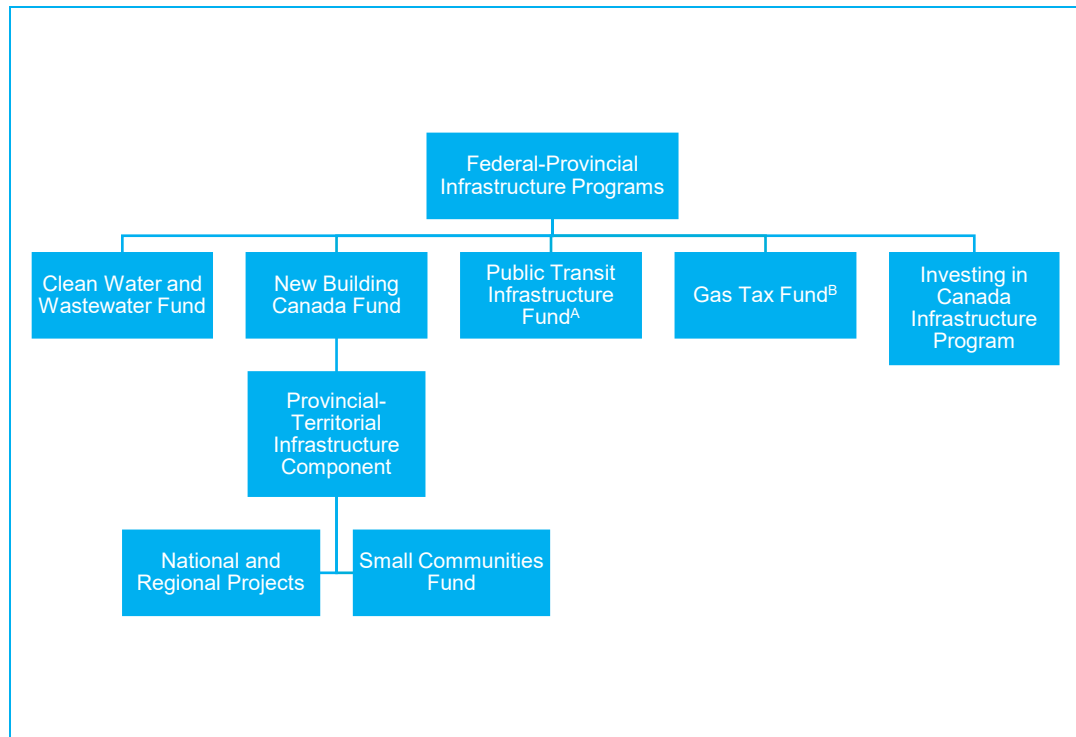 Federal-Provincial
Infrastructure Programs
Clean Water and
Wastewater Fund
New Building
Canada Fund
Public Transit
Infrastructure
Fundᴬ
Gas Tax Fundᴮ
Investing in
Canada
Infrastructure
Program
Provincial-
Territorial
Infrastructure
Component
National and
Regional Projects
Small Communities
Fund